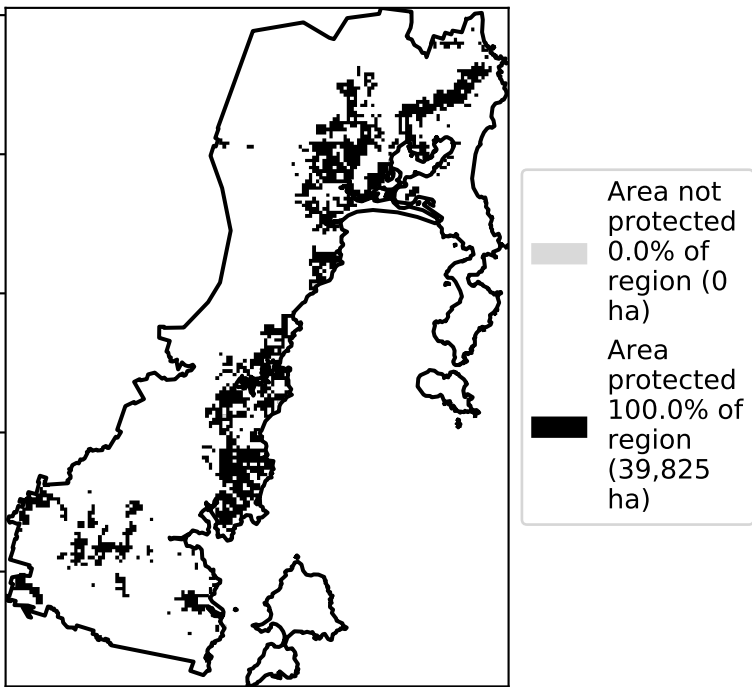 Area not
protected
0.0% of
region (0
ha)
Area
protected
100.0% of
region
(39,825
ha)